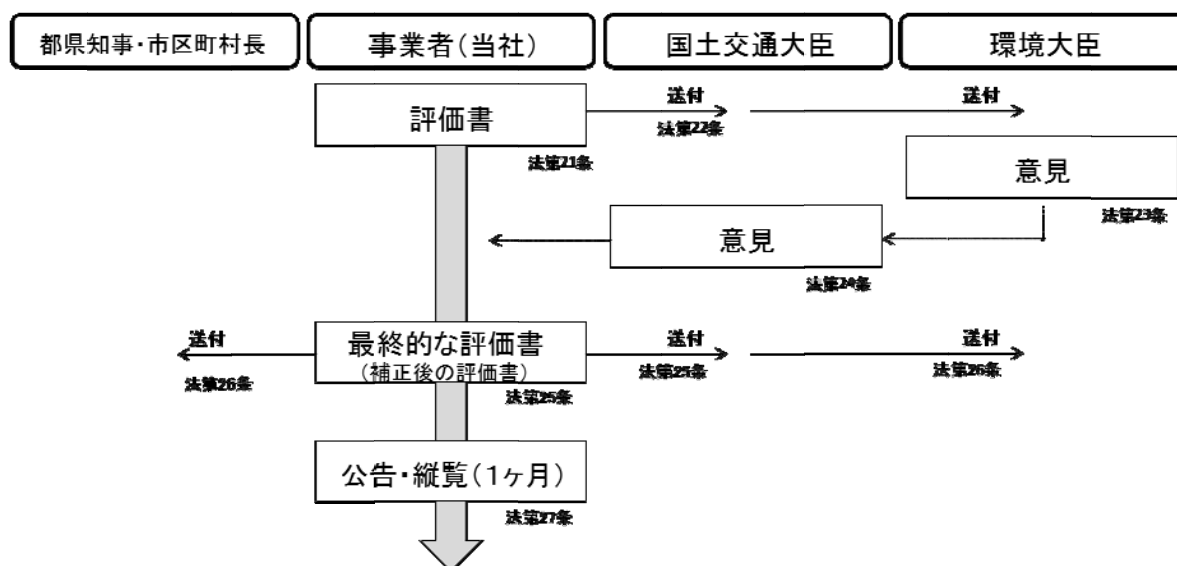 都県知事・市区町村長
事業者(当社)
国土交通大臣
環境大臣
評価書
法第21条
送付
法第22条
送付
意見
法第23条
意見
法第24条
送付
法第26条
最終的な評価書
(補正後の評価書)
法第25条
送付
法第25条
送付
法第26条
公告・縦覧(1ヶ月)
法第27条